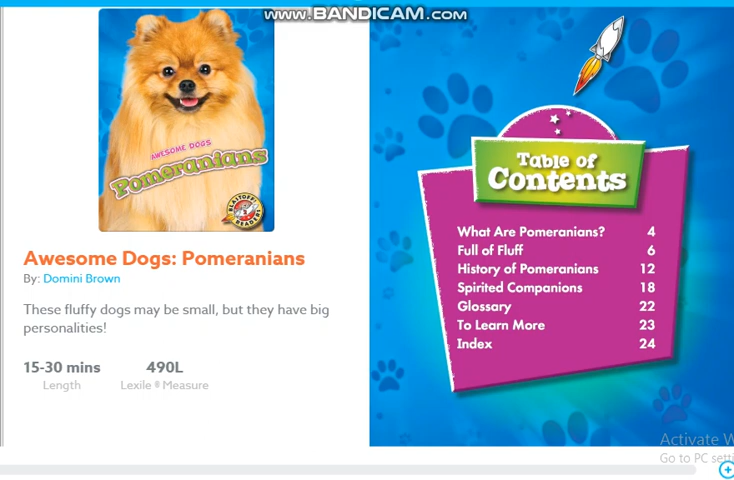 www.BANDICAM.com
AWESOME DOGS
Pomeranians
BLASTOFF!
READERS
Awesome Dogs: Pomeranians
By: Domini Brown
These fluffy dogs may be small, but they have big
personalities!
15-30 mins 490L
Length Lexile ® Measure
Table of
Contents
What Are Pomeranians? 4
Full of Fluff 6
History of Pomeranians 12
Spirited Companions 18
Glossary 22
To Learn More 23
Index 24
Activate W
Go to PC setti